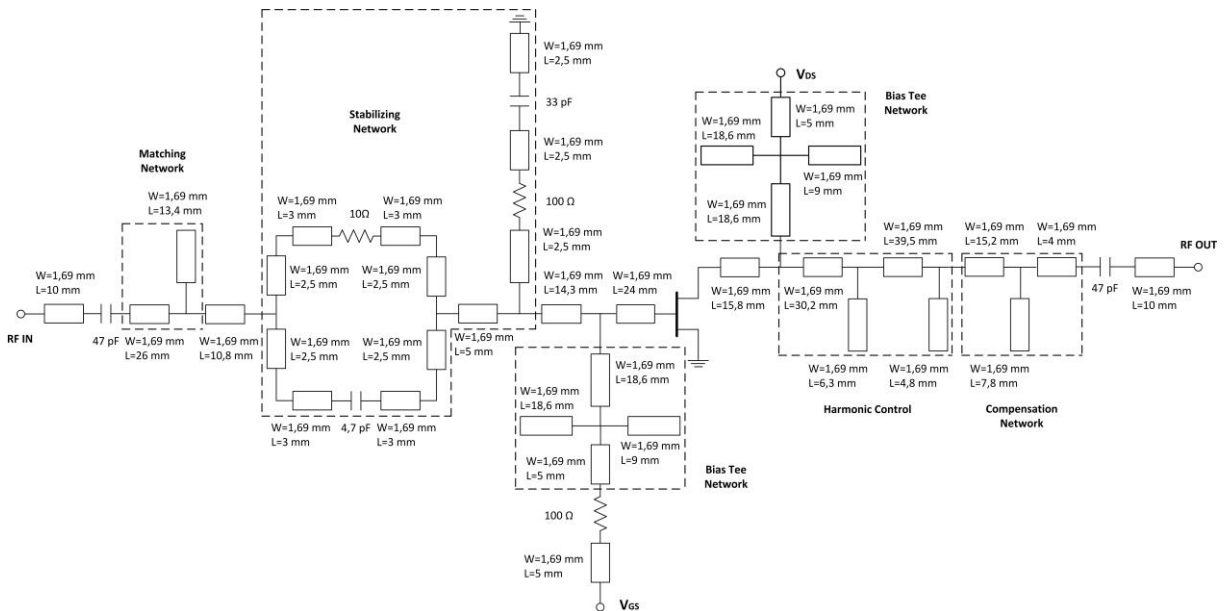 W=1,69 mm
L=2,5 mm
33 pF
W=1,69 mm
L=2,5 mm
100 Ω
W=1,69 mm
L=2,5 mm
Stabilizing
Network
Matching
Network
W=1,69 mm
L=13,4 mm
W=1,69 mm
L=10 mm
RF IN
47 pF
W=1,69 mm
L=26 mm
W=1,69 mm
L=10,8 mm
W=1,69 mm
L=3 mm
10Ω
W=1,69 mm
L=3 mm
W=1,69 mm
L=2,5 mm
W=1,69 mm
L=2,5 mm
W=1,69 mm
L=2,5 mm
W=1,69 mm
L=2,5 mm
W=1,69 mm
L=3 mm
4,7 pF
W=1,69 mm
L=3 mm
W=1,69 mm
L=5 mm
W=1,69 mm
L=14,3 mm
W=1,69 mm
L=24 mm
W=1,69 mm
L=18,6 mm
W=1,69 mm
L=18,6 mm
W=1,69 mm
L=9 mm
W=1,69 mm
L=5 mm
Bias Tee
Network
100 Ω
W=1,69 mm
L=5 mm
VGS
VDS
Bias Tee
Network
W=1,69 mm
L=5 mm
W=1,69 mm
L=18,6 mm
W=1,69 mm
L=9 mm
W=1,69 mm
L=18,6 mm
W=1,69 mm
L=15,8 mm
W=1,69 mm
L=30,2 mm
W=1,69 mm
L=39,5 mm
W=1,69 mm
L=6,3 mm
W=1,69 mm
L=4,8 mm
Harmonic Control
W=1,69 mm
L=15,2 mm
W=1,69 mm
L=4 mm
W=1,69 mm
L=7,8 mm
Compensation
Network
47 pF
W=1,69 mm
L=10 mm
RF OUT